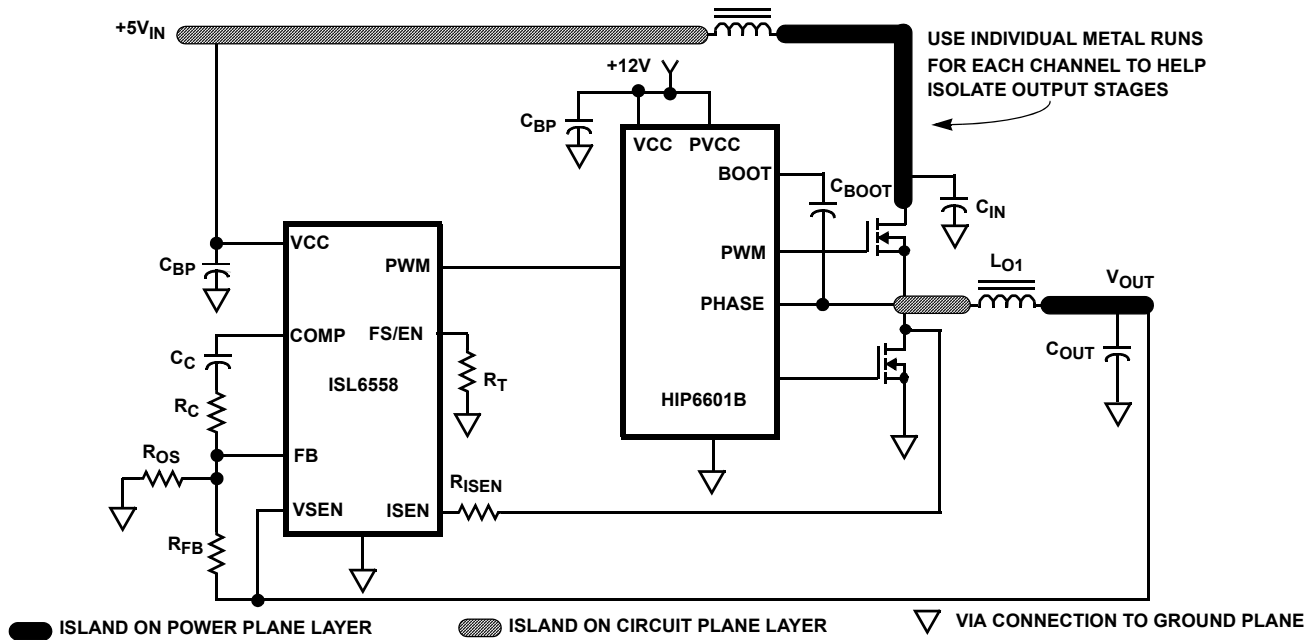 +5VIN
USE INDIVIDUAL METAL RUNS
FOR EACH CHANNEL TO HELP
ISOLATE OUTPUT STAGES
+12V
CBP
VCC PVCC
BOOT
CBOOT
CIN
VCC
CBP
PWM
PWM
LO1
VOUT
PHASE
COMP
FS/EN
COUT
CC
RT
ISL6558
HIP6601B
RC
ROS
FB
RISEN
VSEN
ISEN
RFB
ISLAND ON POWER PLANE LAYER
ISLAND ON CIRCUIT PLANE LAYER
VIA CONNECTION TO GROUND PLANE